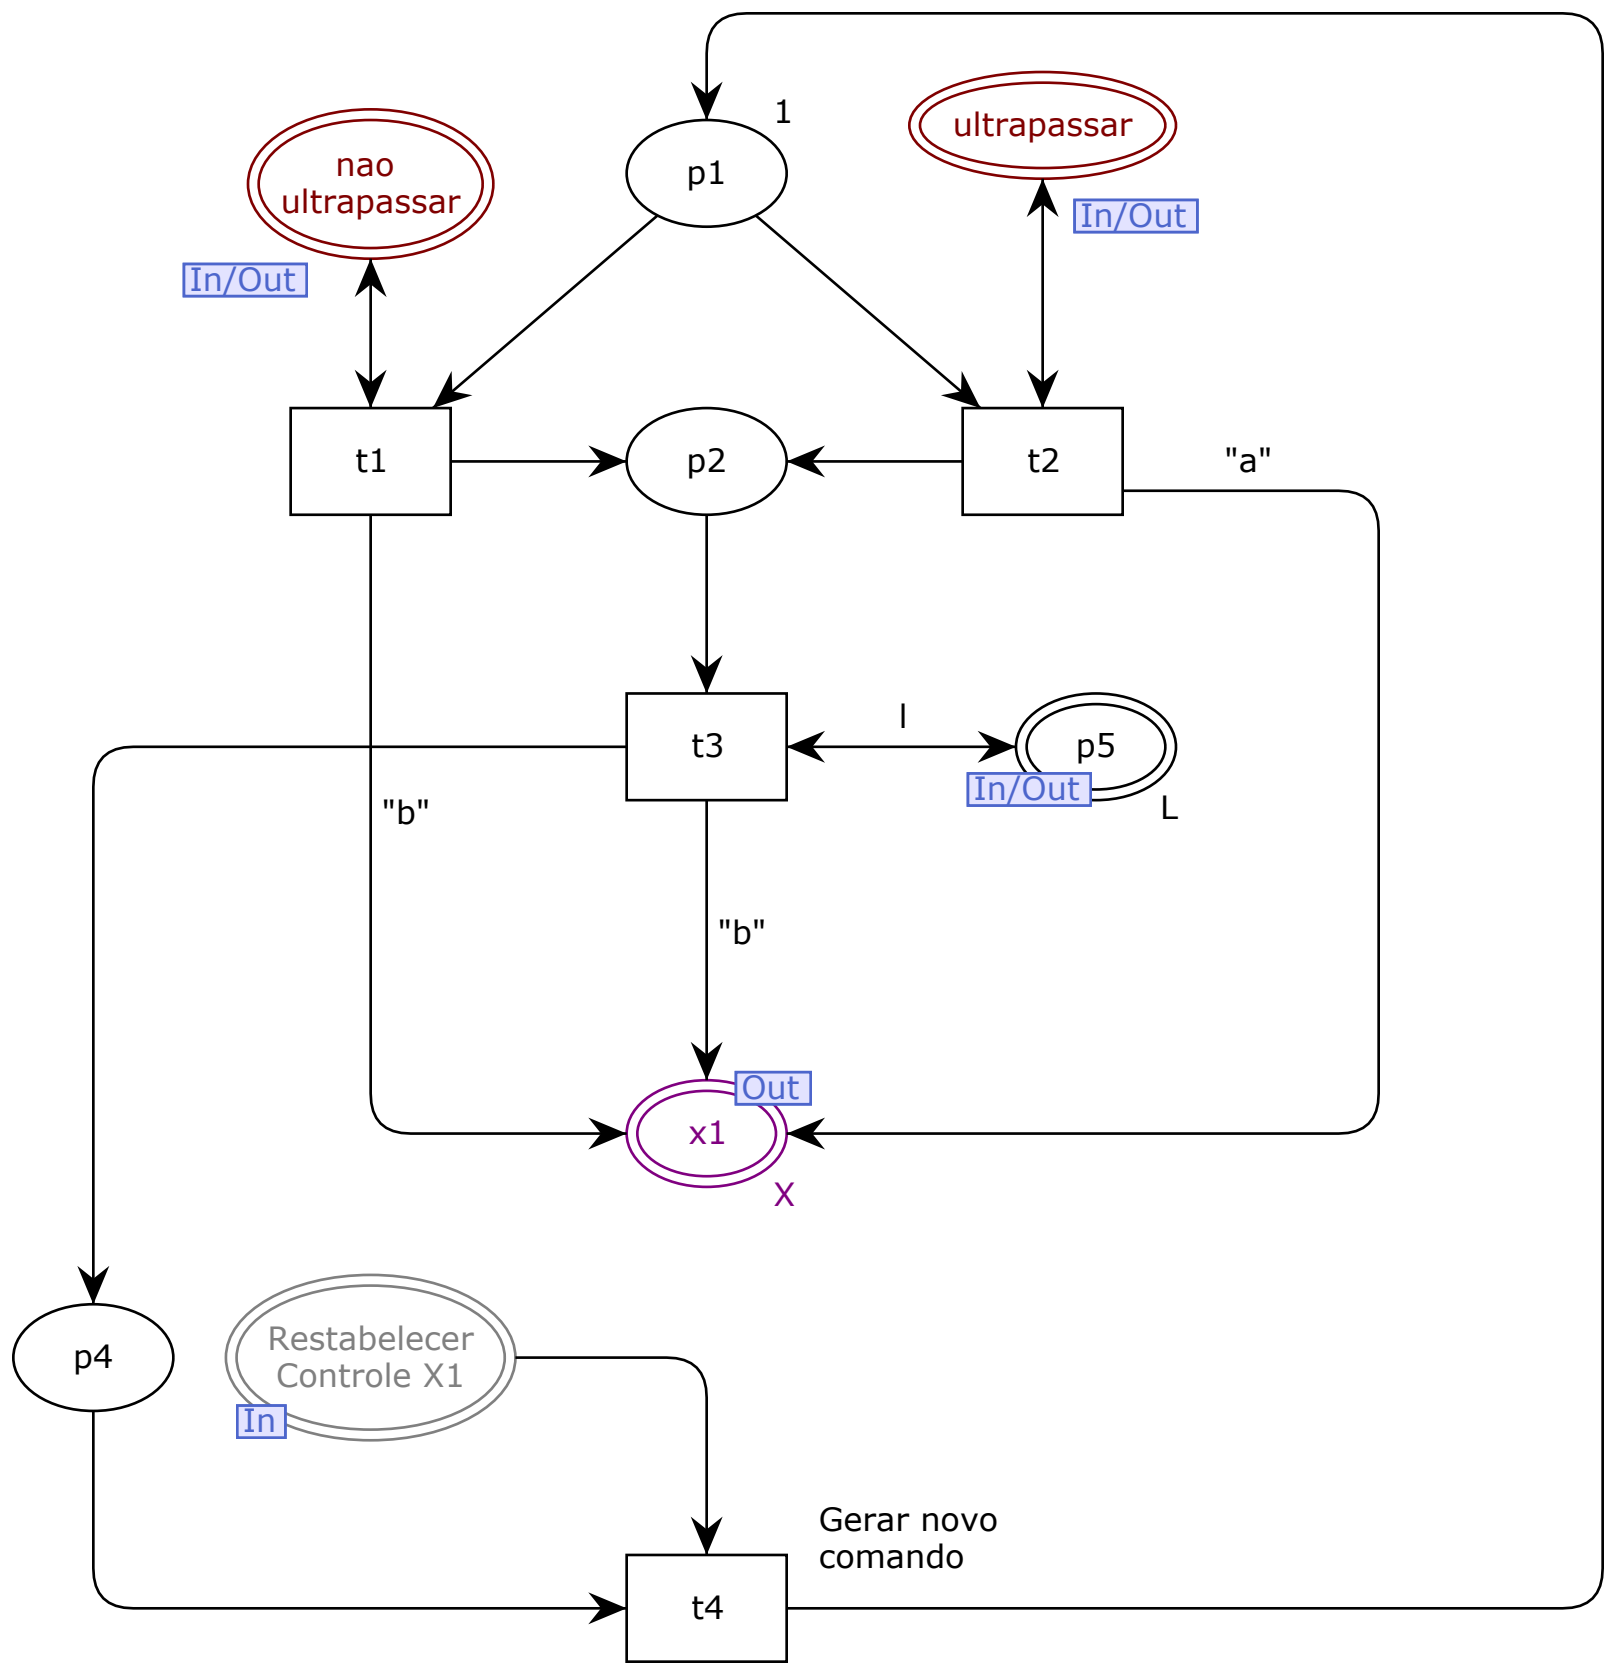 1
ultrapassar
nao
ultrapassar
p1
In/Out
In/Out
t1
p2
t2
"a"
l
t3
p5
In/Out
L
"b"
"b"
Out
x1
X
Restabelecer
Controle X1
p4
In
Gerar novo
comando
t4